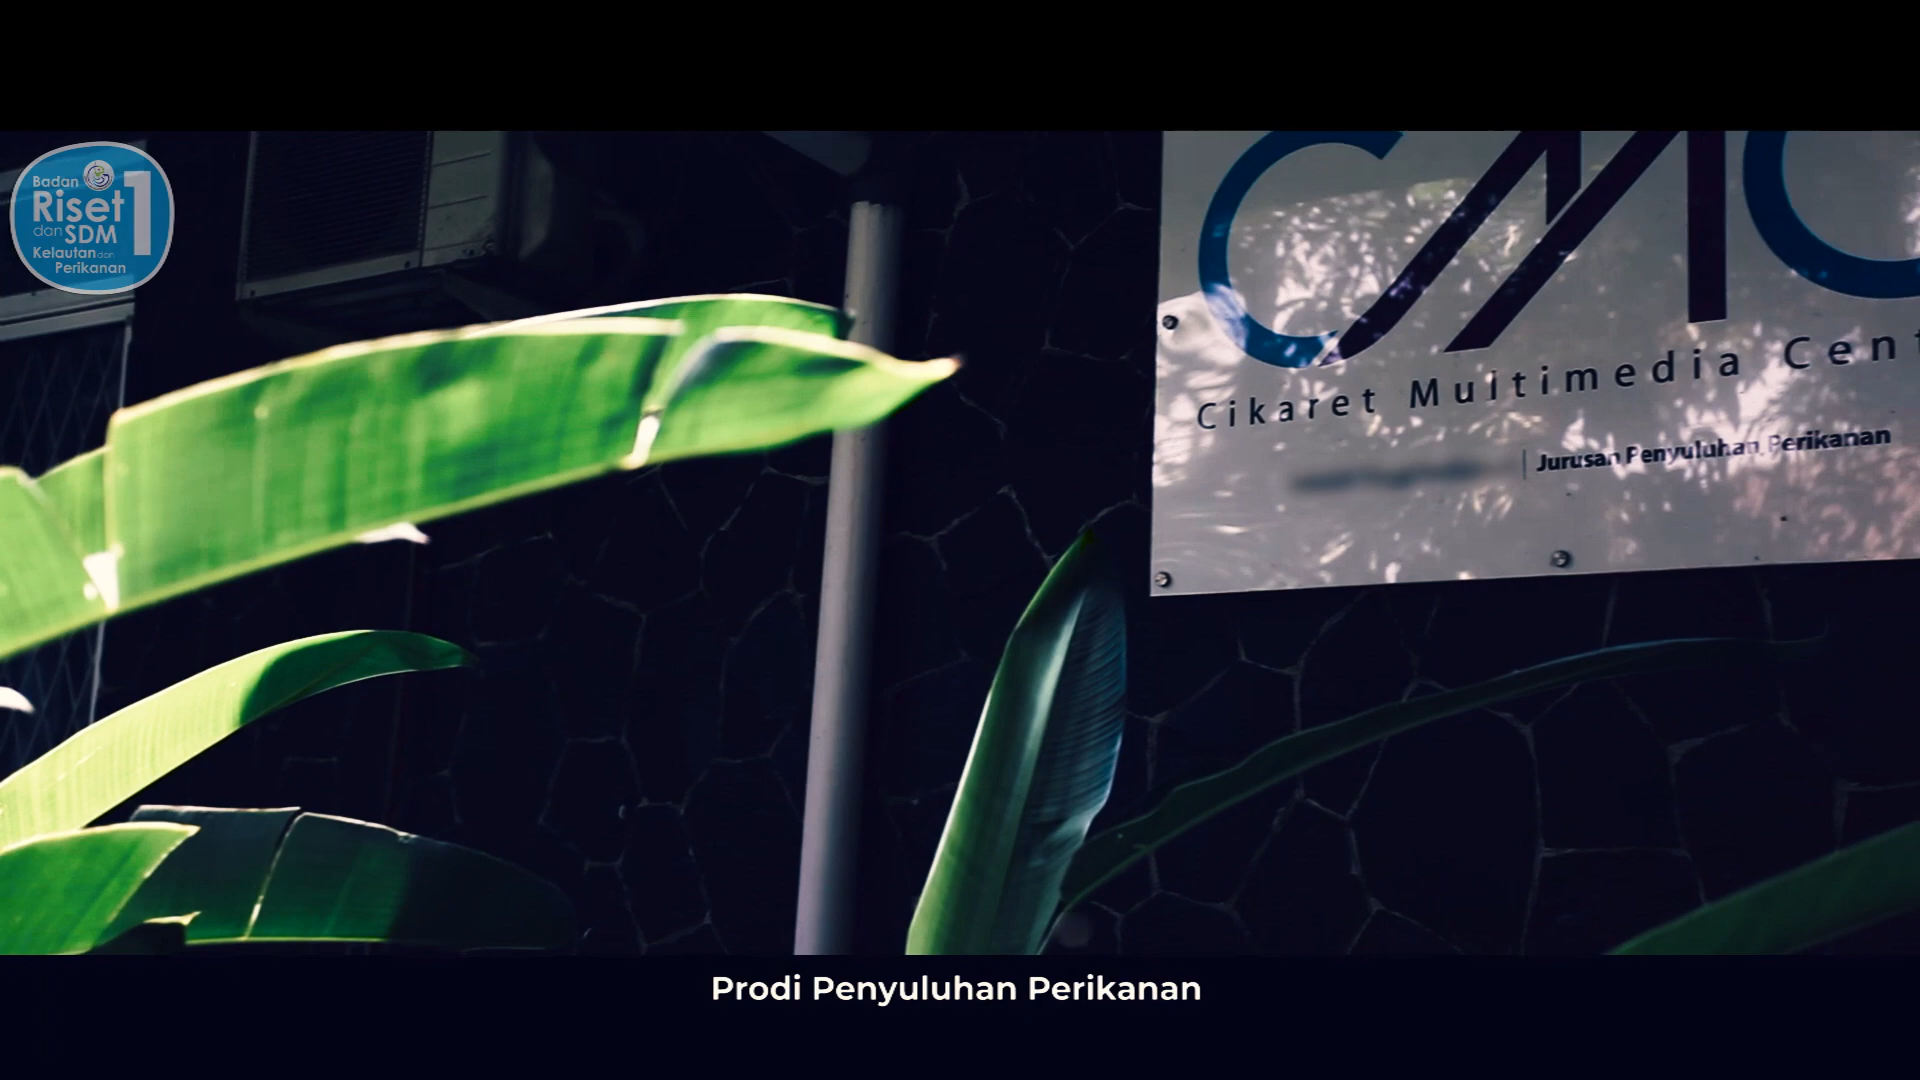 Badan
Riset 1
dan SDM
Kelautan dan
Perikanan
CMC
Cikaret Multimedia Cent
Jurusan Penyuluhan Perikanan
Prodi Penyuluhan Perikanan